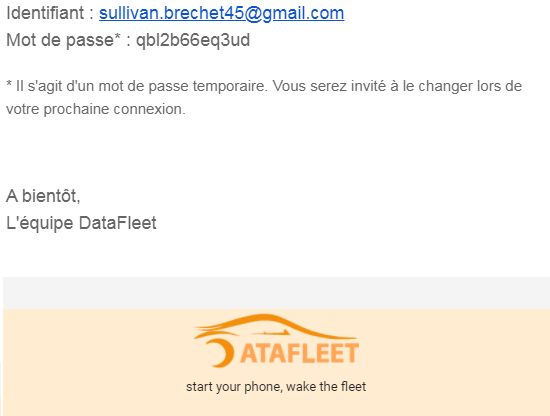 Identifiant : sullivan.brechet45@gmail.com
Mot de passe* : qbl2b66eq3ud
* Il s'agit d'un mot de passe temporaire. Vous serez invité à le changer lors de
votre prochaine connexion.
A bientôt,
L'équipe DataFleet
DATAFLEET
start your phone, wake the fleet